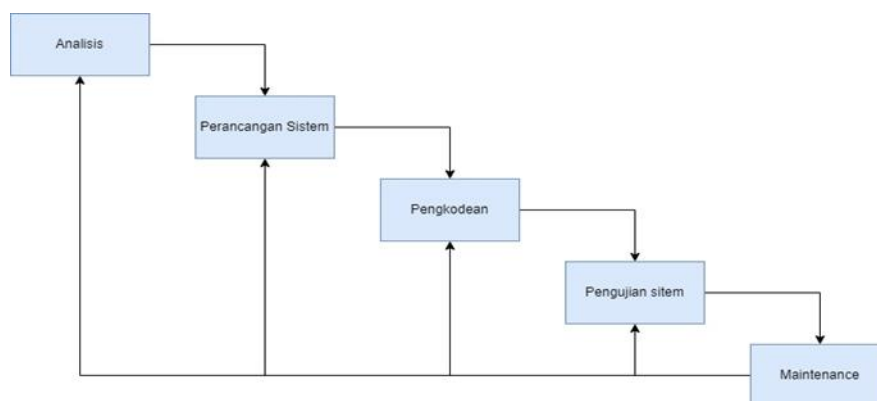 Analisis
Perancangan Sistem
Pengkodean
Pengujian sitem
Maintenance